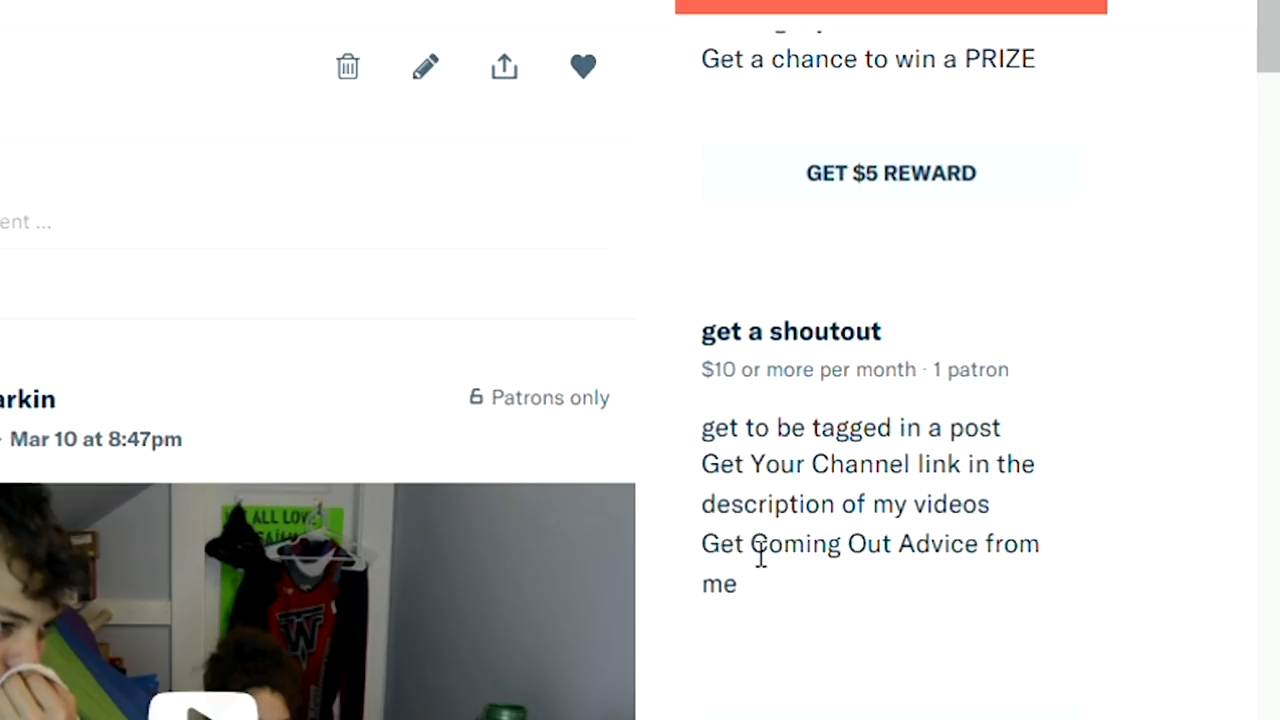 Get a chance to win a PRIZE
GET $5 REWARD
ent ...
get a shoutout
$10 or more per month · 1 patron
arkin
Patrons only
Mar 10 at 8:47pm
get to be tagged in a post
Get Your Channel link in the
description of my videos
Get Coming Out Advice from
me
ALL LOV
W